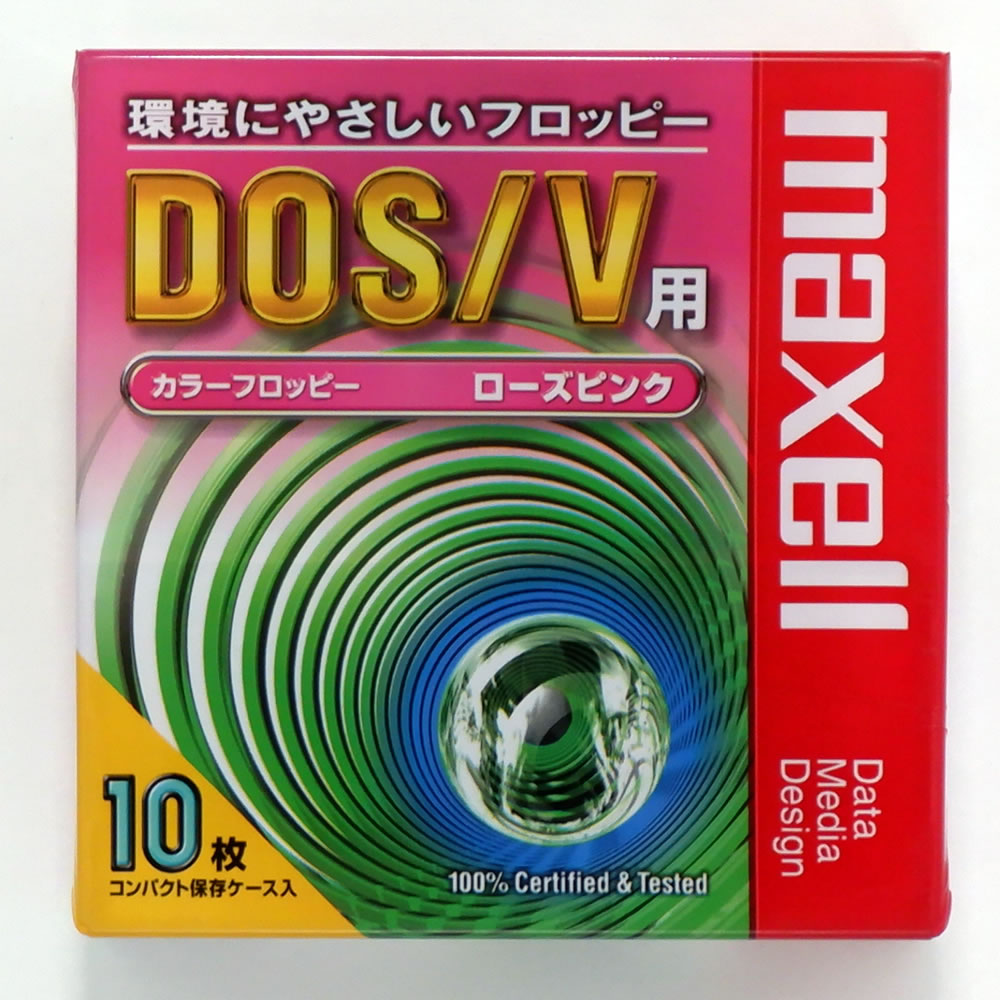 環境にやさしいフロッピー
DOS/V用
カラーフロッピー ローズピンク
10枚
コンパクト保存ケース入
100% Certified & Tested
maxell
Data
Media
Design